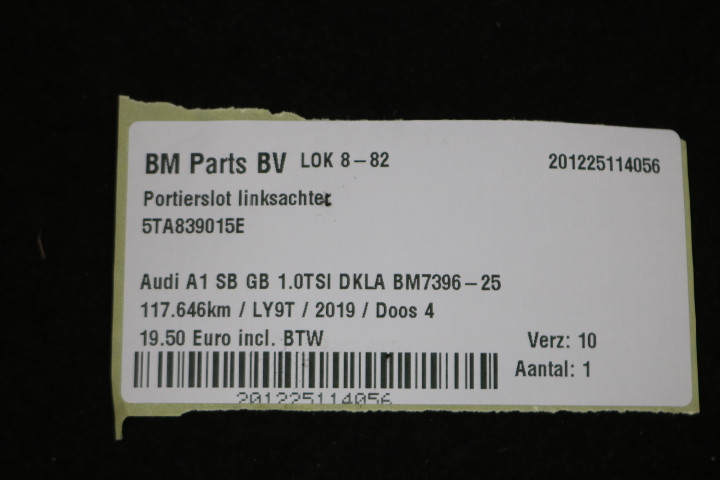 BM Parts BV LOK 8-82 201225114056
Portierslot linksachter
5TA839015E
Audi A1 SB GB 1.0TSI DKLA BM7396-25
117.646km / LY9T / 2019 / Doos 4
19.50 Euro incl. BTW Verz: 10
Aantal: 1
201225114056